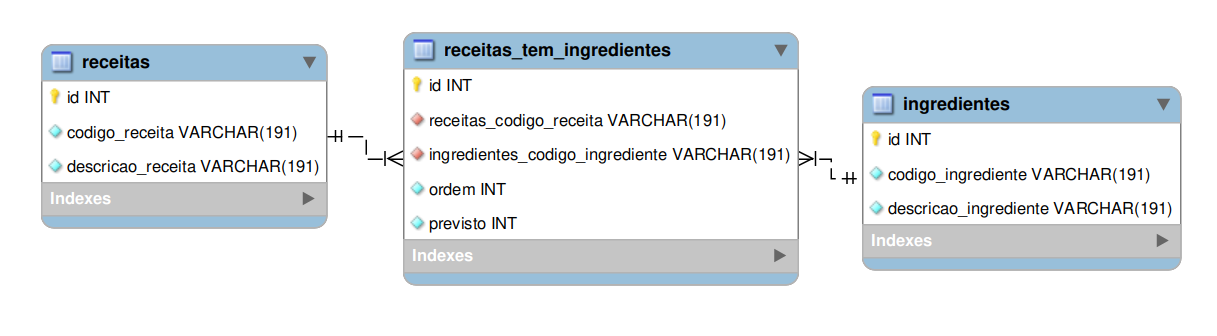 receitas
id INT
codigo_receita VARCHAR(191)
descricao_receita VARCHAR(191)
Indexes
receitas_tem_ingredientes
id INT
receitas_codigo_receita VARCHAR(191)
ingredientes_codigo_ingrediente VARCHAR(191)
ordem INT
previsto INT
Indexes
ingredientes
id INT
codigo_ingrediente VARCHAR(191)
descricao_ingrediente VARCHAR(191)
Indexes